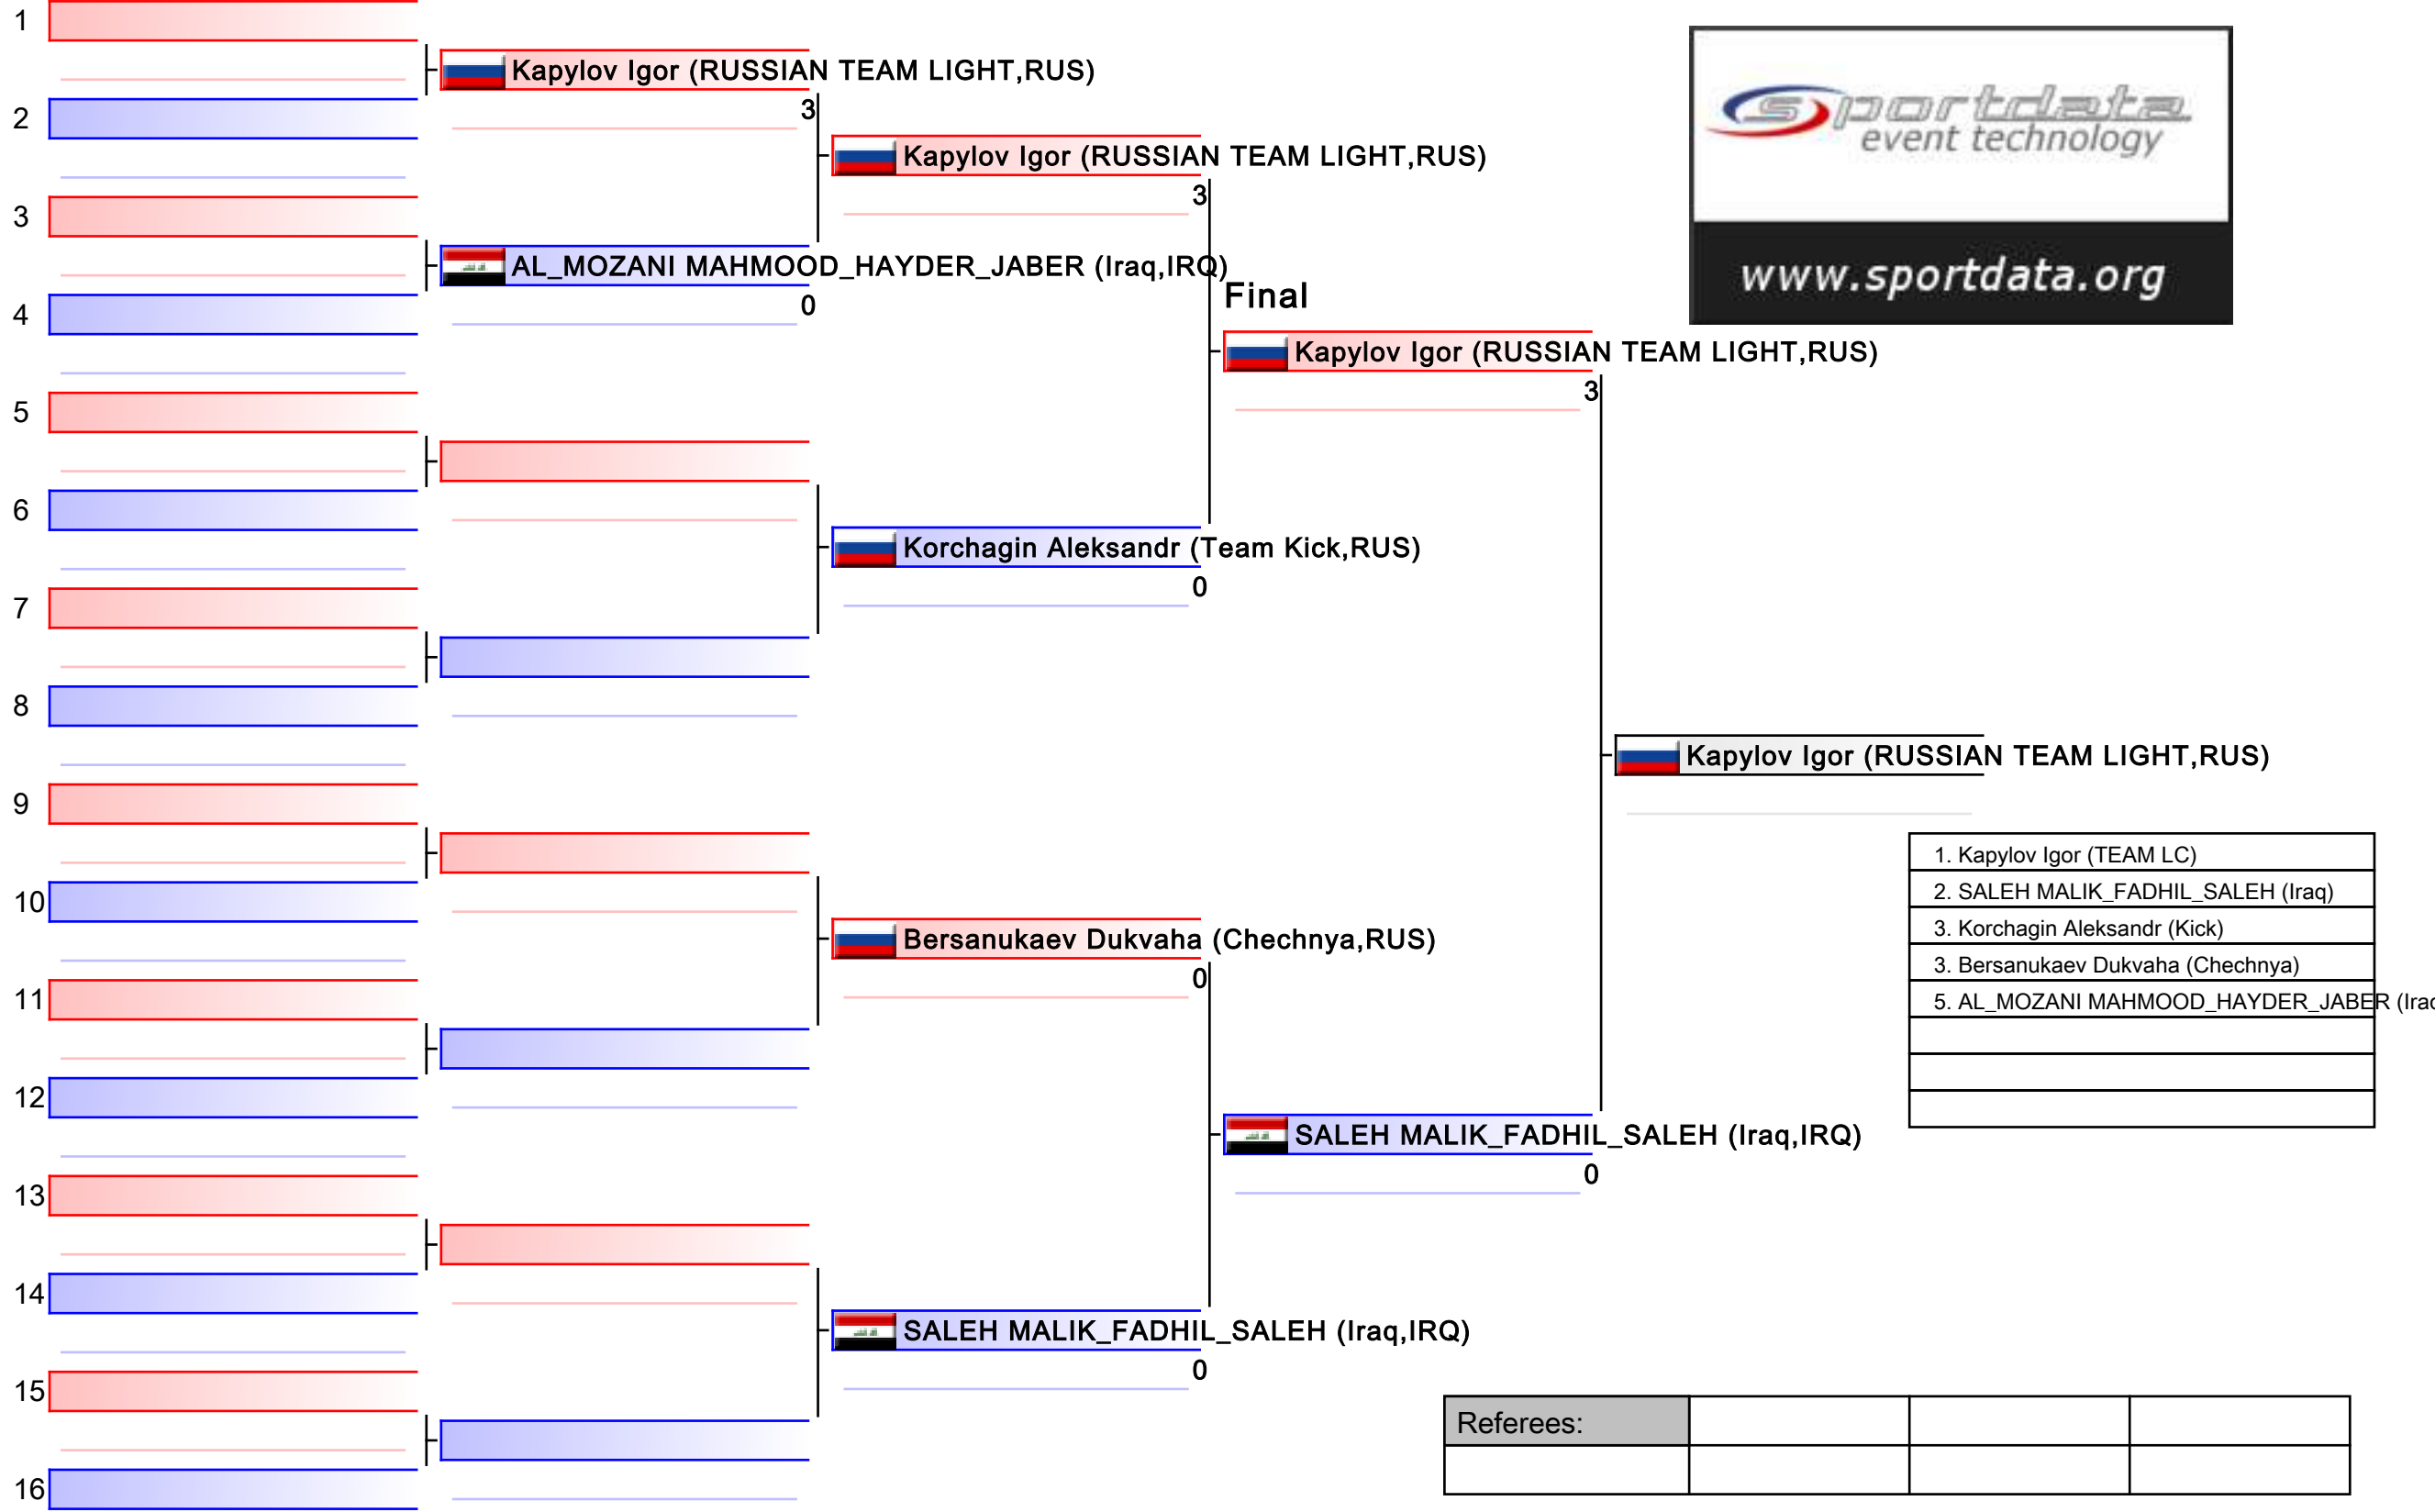 1
Kapylov Igor (RUSSIAN TEAM LIGHT,RUS)
3
2
Kapylov Igor (RUSSIAN TEAM LIGHT,RUS)
3
3
AL_MOZANI MAHMOOD_HAYDER_JABER (Iraq,IRQ)
0
4
sportdata
event technology
www.sportdata.org
Final
Kapylov Igor (RUSSIAN TEAM LIGHT,RUS)
3
5
6
Korchagin Aleksandr (Team Kick,RUS)
0
7
8
Kapylov Igor (RUSSIAN TEAM LIGHT,RUS)
9
10
Bersanukaev Dukvaha (Chechnya,RUS)
0
11
12
1. Kapylov Igor (TEAM LC)
2. SALEH MALIK_FADHIL_SALEH (Iraq)
3. Korchagin Aleksandr (Kick)
3. Bersanukaev Dukvaha (Chechnya)
5. AL_MOZANI MAHMOOD_HAYDER_JABER (Irac
SALEH MALIK_FADHIL_SALEH (Iraq,IRQ)
0
13
14
SALEH MALIK_FADHIL_SALEH (Iraq,IRQ)
0
15
16
Referees: